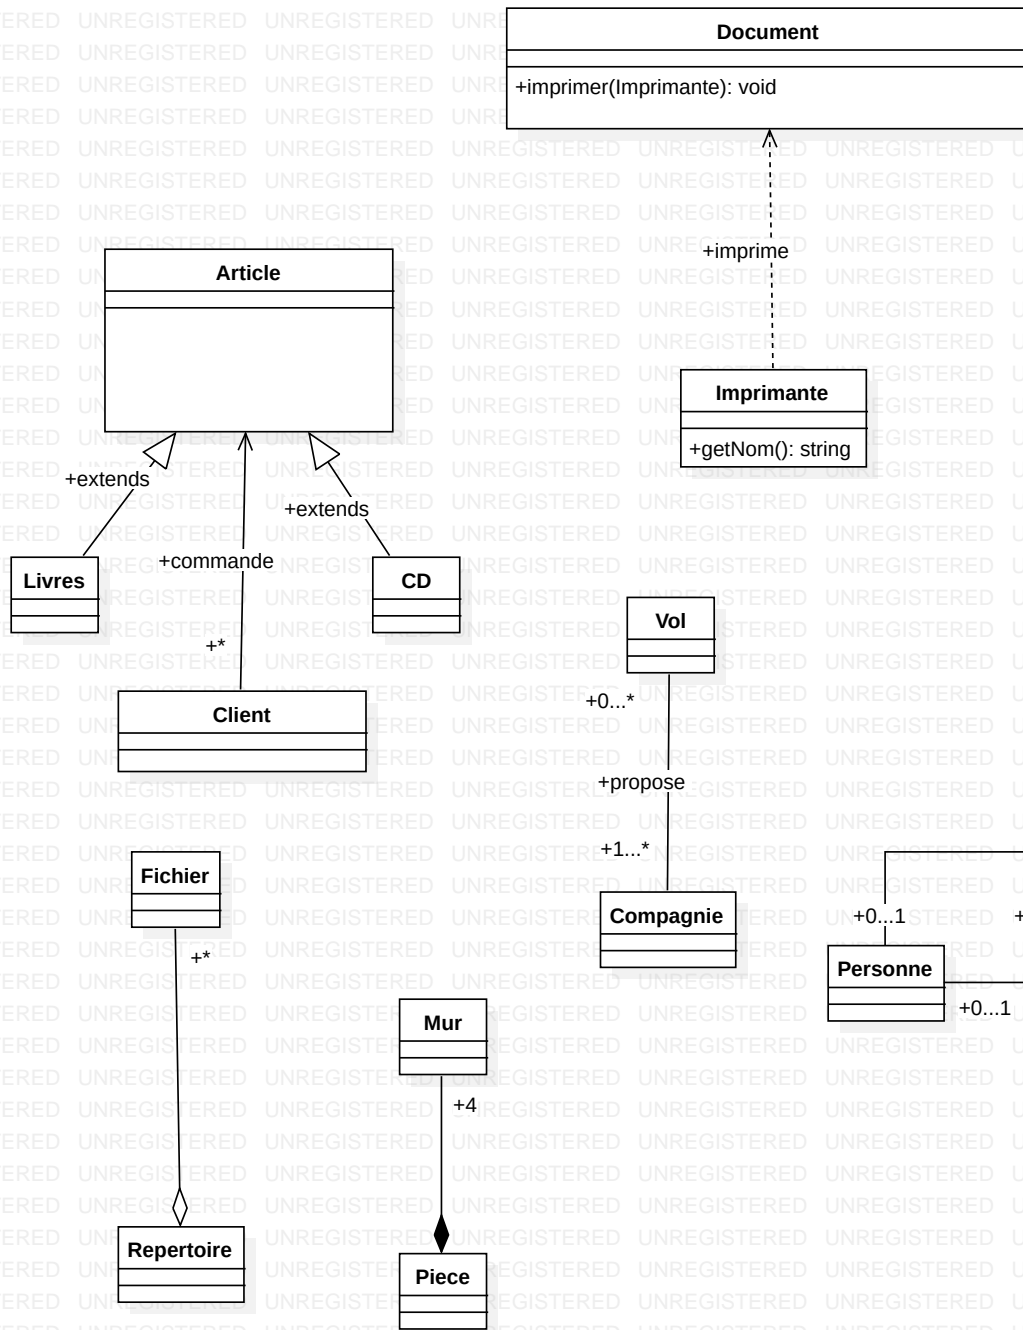 Document
+imprimer(Imprimante): void
+imprime
Article
Imprimante
+getNom(): string
+extends
+extends
+commande
Livres
CD
+*
Vol
Client
+0...*
+propose
+1...*
Fichier
Compagnie
+0...1
+
+*
Personne
+0...1
Mur
+4
Repertoire
Piece
UNREGISTERED